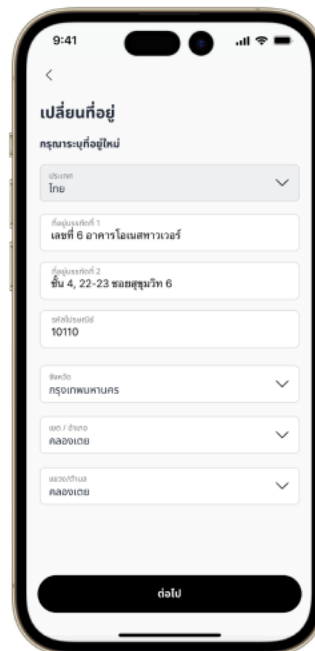 9:41
เปลี่ยนที่อยู่
กรุณาระบุที่อยู่ใหม่
ประเทศ
ไทย
ที่อยู่บรรทัดที่ 1
เลขที่ 6 อาคารโอเนสทาวเวอร์
ที่อยู่บรรทัดที่ 2
ชั้น 4, 22-23 ซอยสุขุมวิท 6
รหัสไปรษณีย์
10110
จังหวัด
กรุงเทพมหานคร
เขต / อำเภอ
คลองเตย
แขวง/ตำบล
คลองเตย
ต่อไป